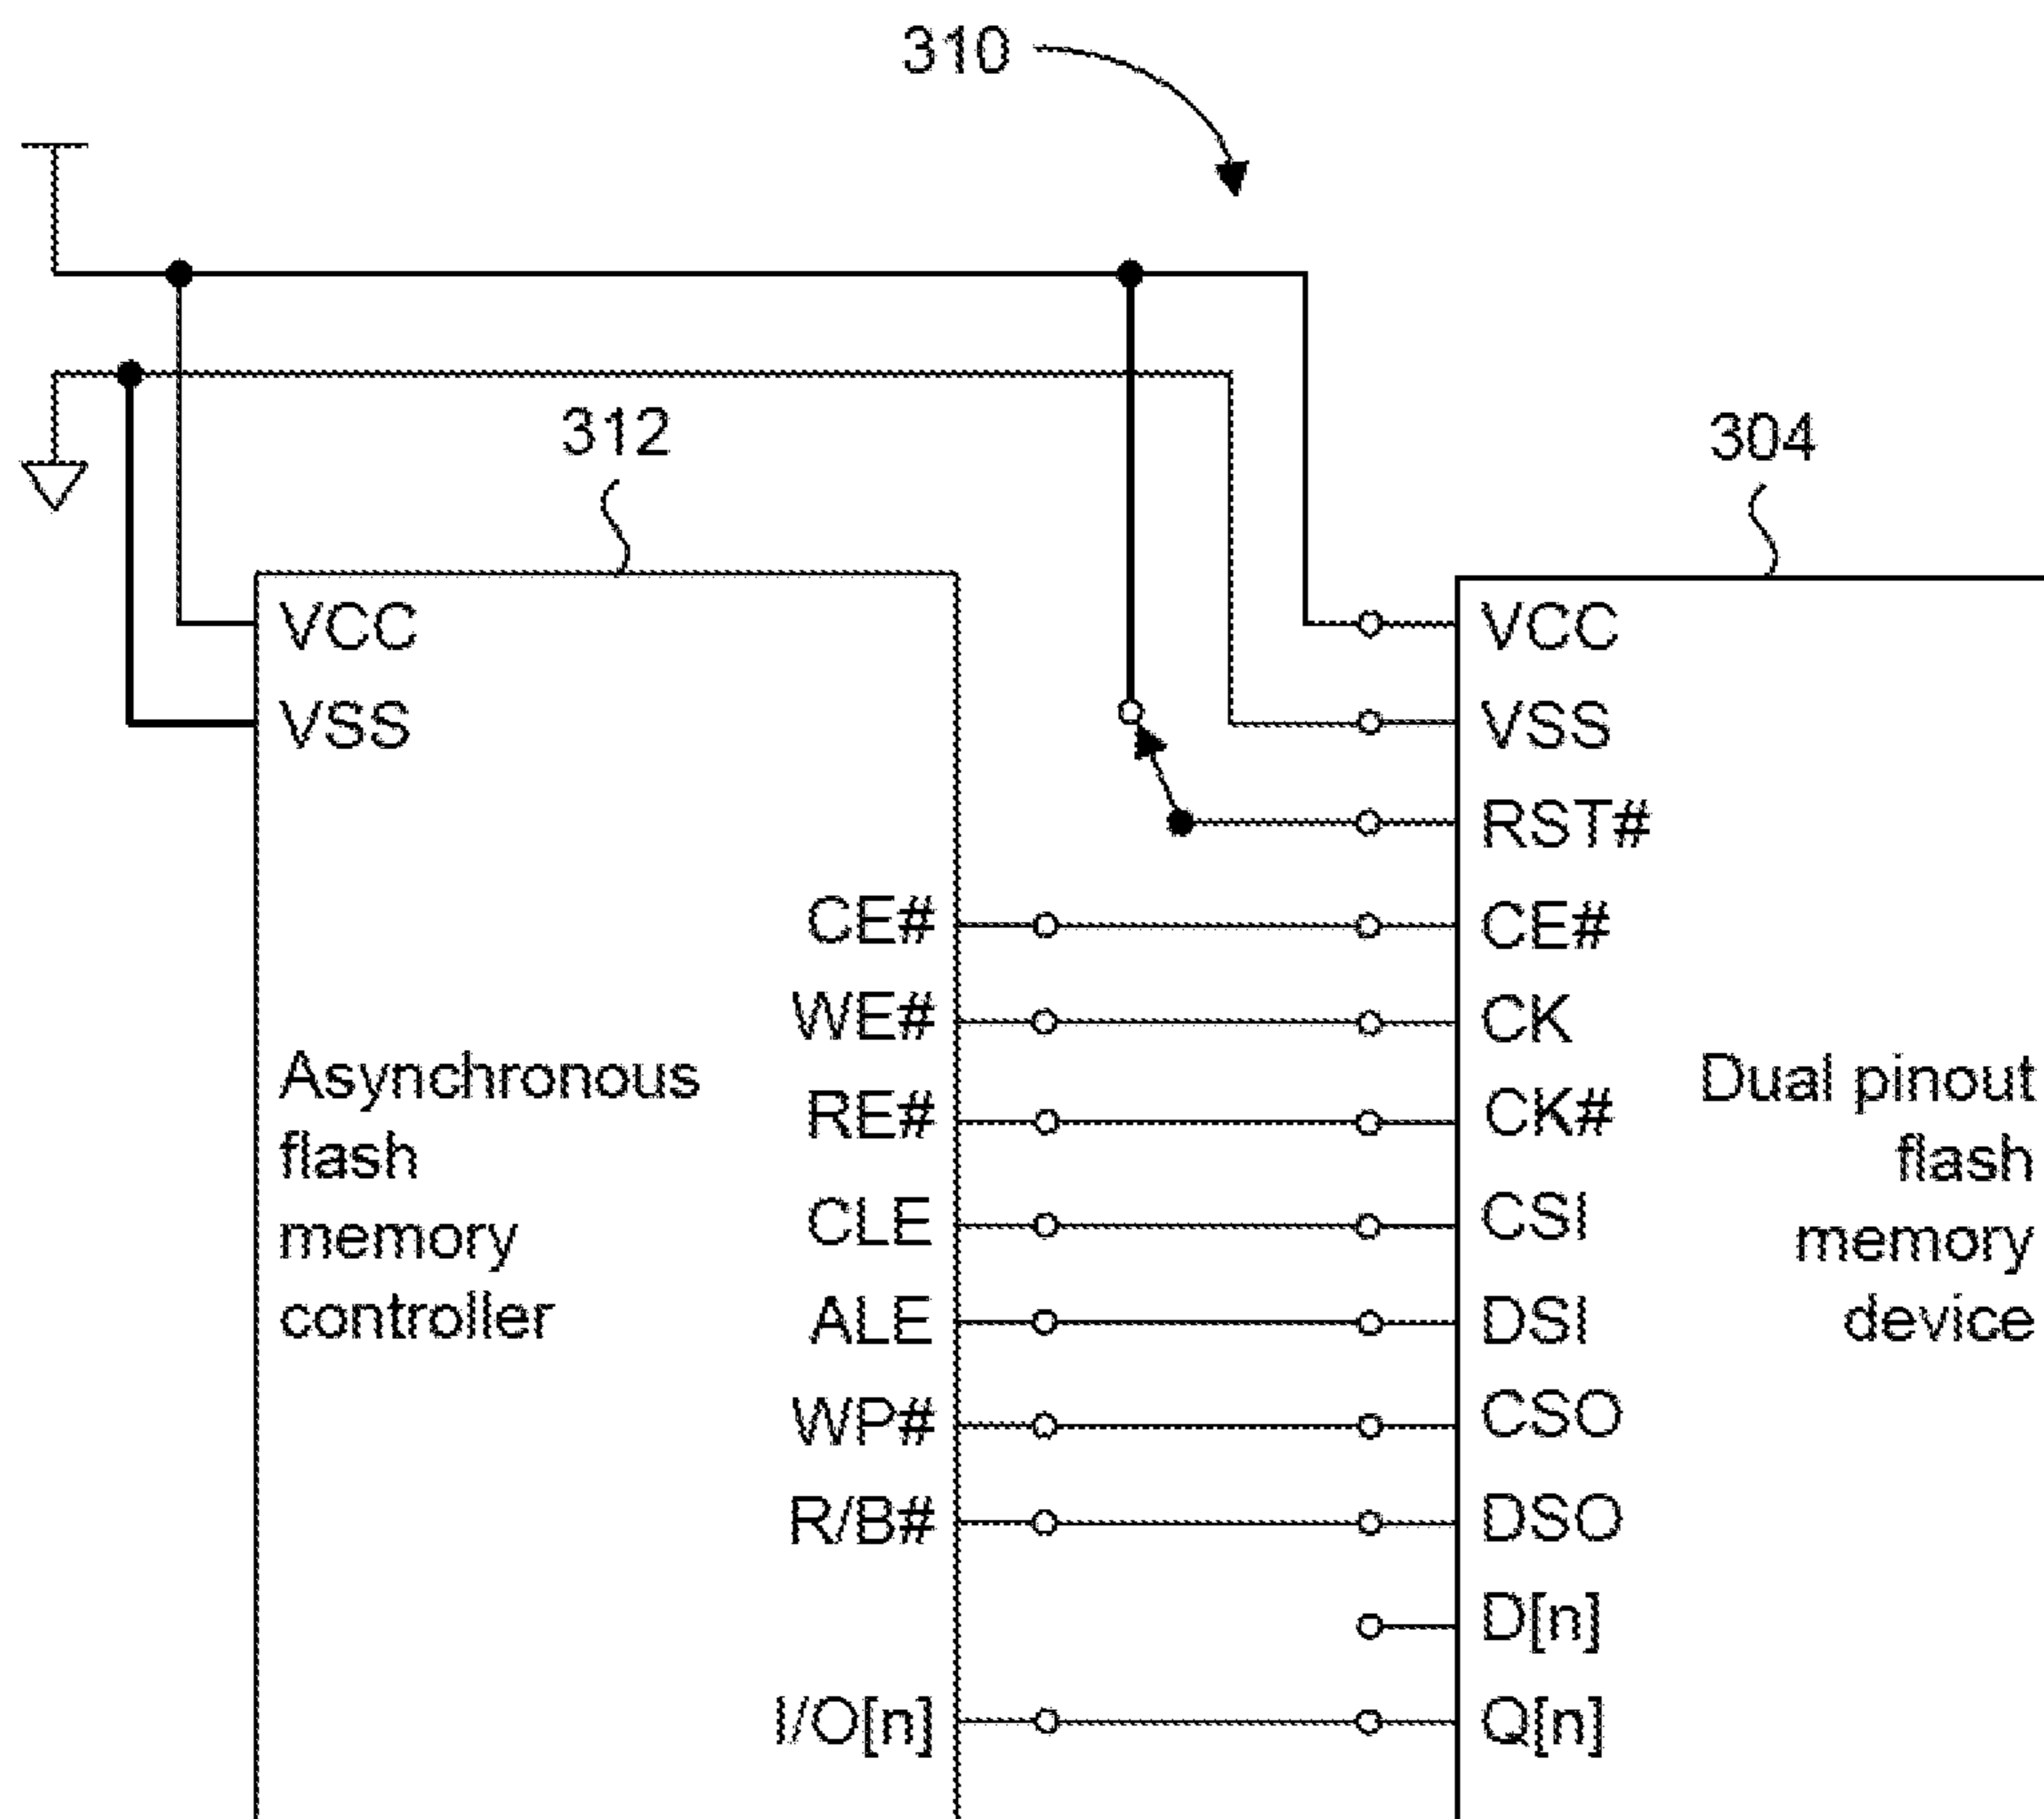 310
312
304
VCC
VSS
CE#
WE#
RE#
CLE
ALE
WP#
R/B#
I/O[n]
Asynchronous
flash
memory
controller
VCC
VSS
RST#
CE#
CK
CK#
CSI
DSI
CSO
DSO
D[n]
Q[n]
Dual pinout
flash
memory
device